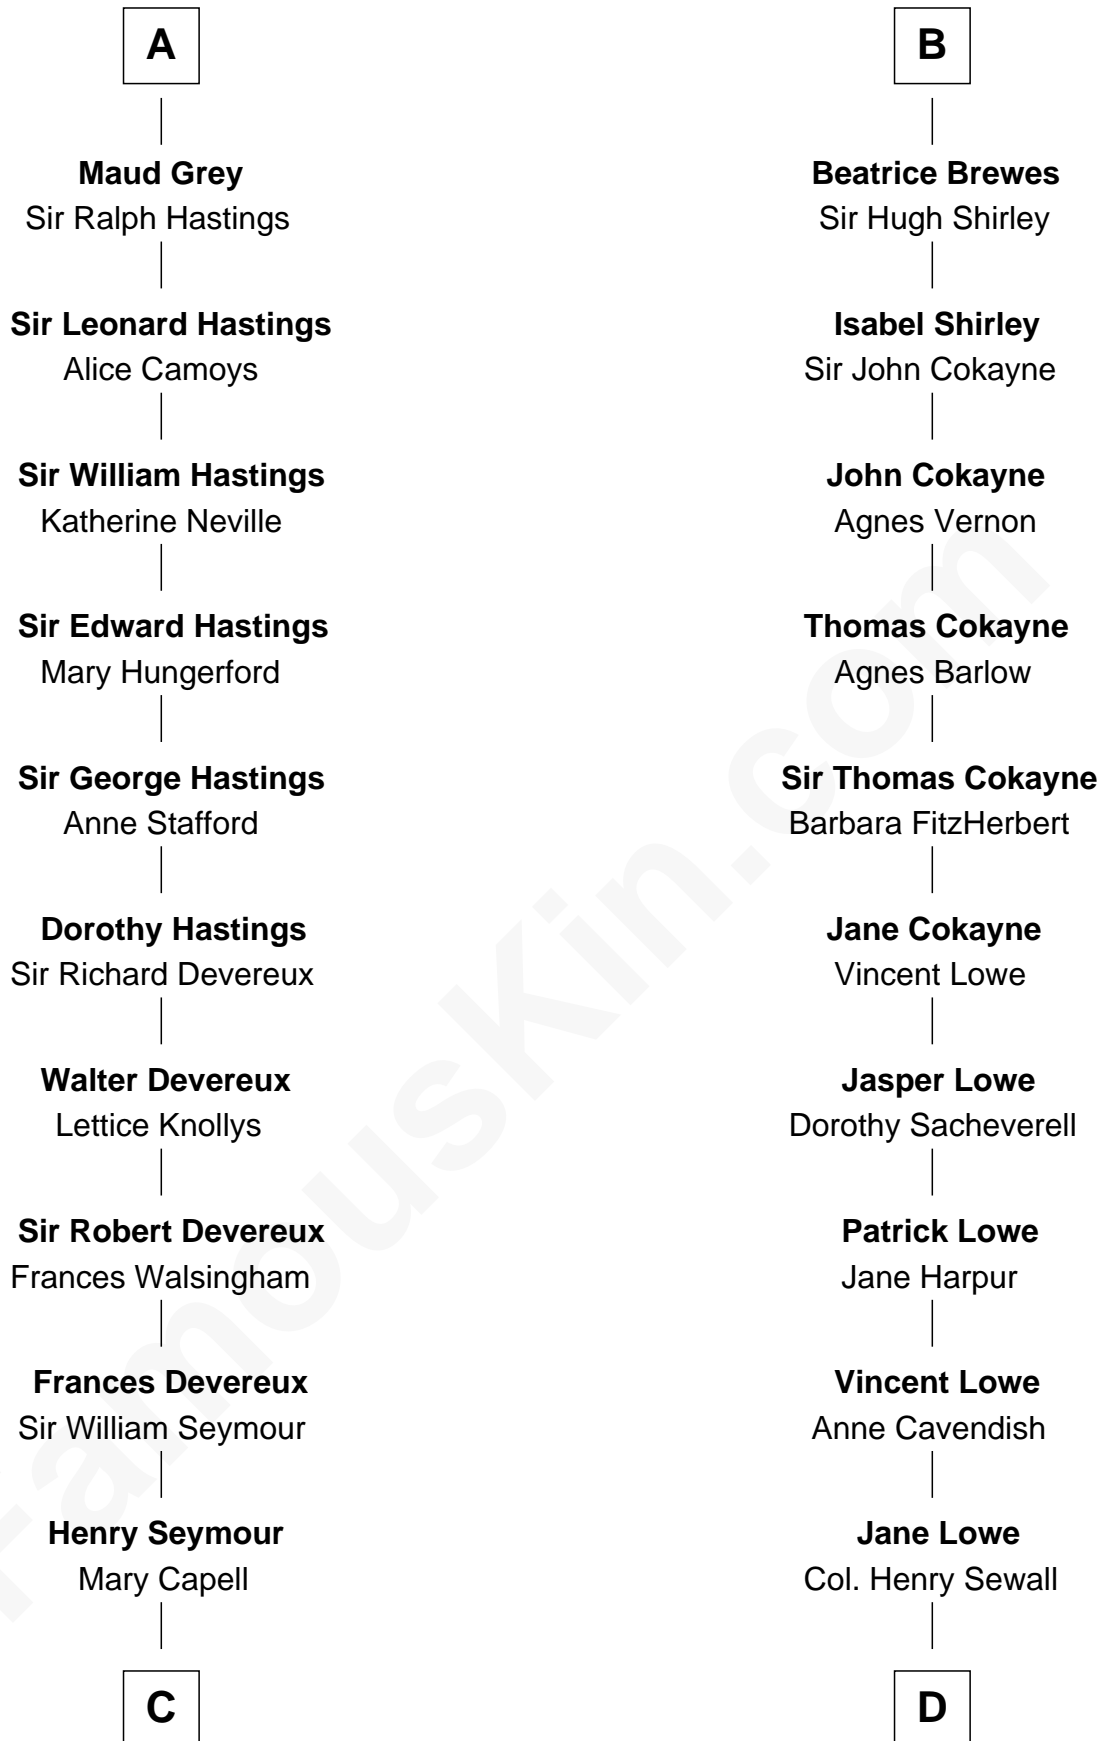 A
Maud Grey
Sir Ralph Hastings
Sir Leonard Hastings
Alice Camoys
Sir William Hastings
Katherine Neville
Sir Edward Hastings
Mary Hungerford
Sir George Hastings
Anne Stafford
Dorothy Hastings
Sir Richard Devereux
Walter Devereux
Lettice Knollys
Sir Robert Devereux
Frances Walsingham
Frances Devereux
Sir William Seymour
Henry Seymour
Mary Capell
C
B
Beatrice Brewes
Sir Hugh Shirley
Isabel Shirley
Sir John Cokayne
John Cokayne
Agnes Vernon
Thomas Cokayne
Agnes Barlow
Sir Thomas Cokayne
Barbara FitzHerbert
Jane Cokayne
Vincent Lowe
Jasper Lowe
Dorothy Sacheverell
Patrick Lowe
Jane Harpur
Vincent Lowe
Anne Cavendish
Jane Lowe
Col. Henry Sewall
D
FamousKin.com